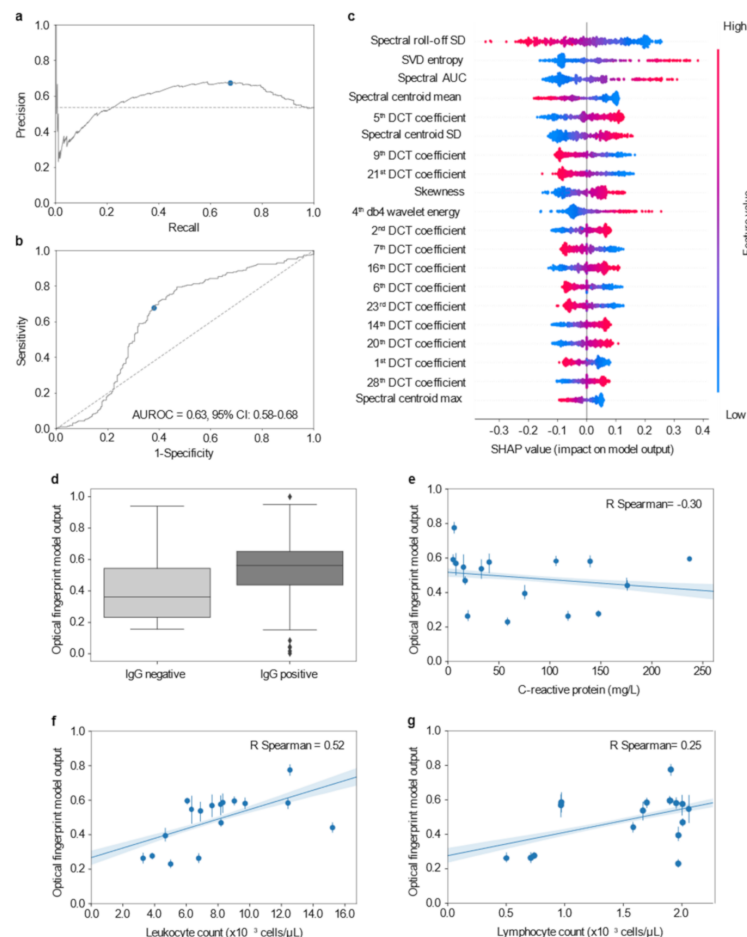 a
1.0
0.8
0.6
0.4
0.2
0.0
Precision
0.0 0.2 0.4 0.6 0.8 1.0
Recall
b
1.0
0.8
0.6
0.4
0.2
0.0
Sensitivity
AUROC = 0.63, 95% CI: 0.58-0.68
0.0 0.2 0.4 0.6 0.8 1.0
1-Specificity
c
High
Spectral roll-off SD
SVD entropy
Spectral AUC
Spectral centroid mean
5th DCT coefficient
Spectral centroid SD
9th DCT coefficient
21st DCT coefficient
Skewness
4th db4 wavelet energy
2nd DCT coefficient
7th DCT coefficient
16th DCT coefficient
6th DCT coefficient
23rd DCT coefficient
14th DCT coefficient
20th DCT coefficient
1st DCT coefficient
28th DCT coefficient
Spectral centroid max
Low
-0.3 -0.2 -0.1 0.0 0.1 0.2 0.3 0.4
SHAP value (impact on model output)
d
1.0
0.8
0.6
0.4
0.2
0.0
Optical fingerprint model output
IgG negative IgG positive
e
R Spearman= -0.30
1.0
0.8
0.6
0.4
0.2
0.0
Optical fingerprint model output
0 50 100 150 200 250
C-reactive protein (mg/L)
f
R Spearman = 0.52
1.0
0.8
0.6
0.4
0.2
0.0
Optical fingerprint model output
0.0 2.0 4.0 6.0 8.0 10.0 12.0 14.0 16.0
Leukocyte count (x10 3 cells/µL)
g
R Spearman = 0.25
1.0
0.8
0.6
0.4
0.2
0.0
Optical fingerprint model output
0.0 0.5 1.0 1.5 2.0
Lymphocyte count (x10 3 cells/µL)